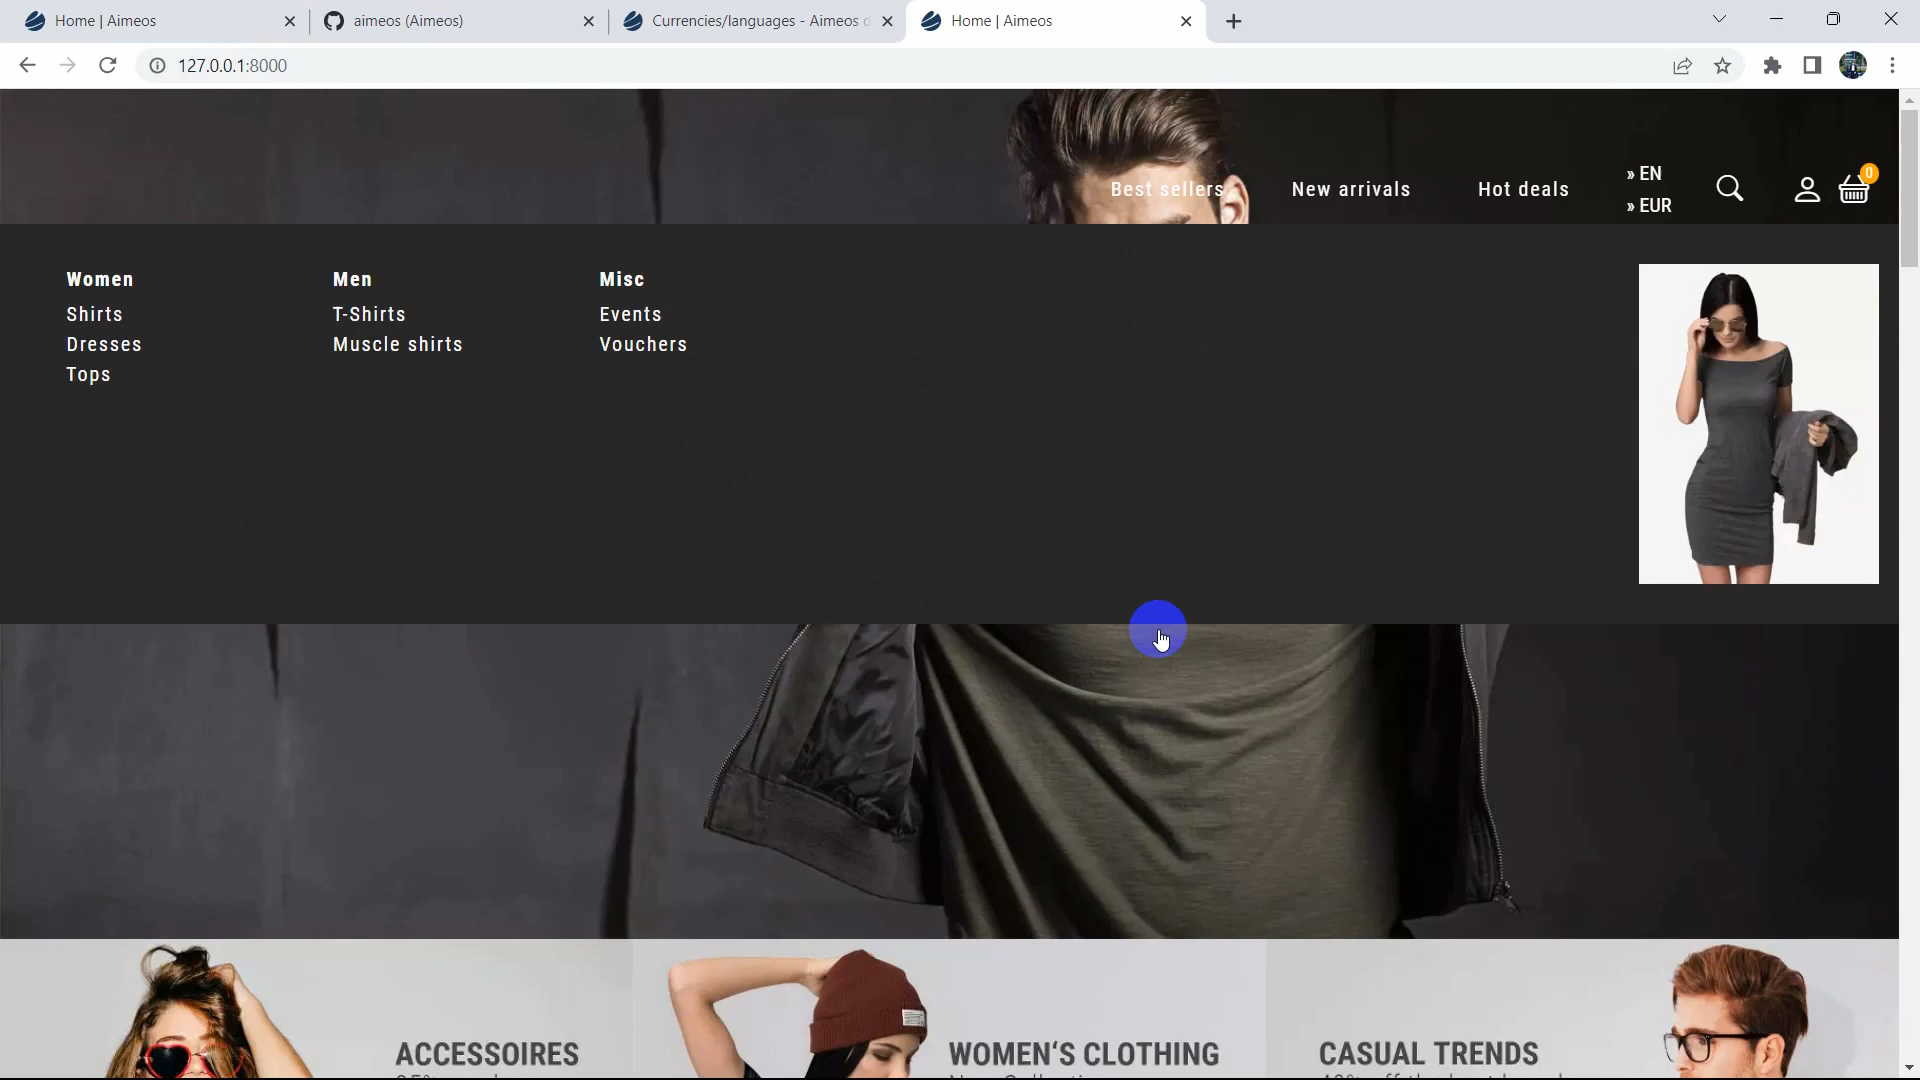 Home | Aimeos
aimeos (Aimeos)
Currencies/languages - Aimeos d
Home | Aimeos
127.0.0.1:8000
Best sellers
New arrivals
Hot deals
» EN
» EUR
0
Women
Shirts
Dresses
Tops
Men
T-Shirts
Muscle shirts
Misc
Events
Vouchers
ACCESSOIRES
WOMEN‘S CLOTHING
CASUAL TRENDS